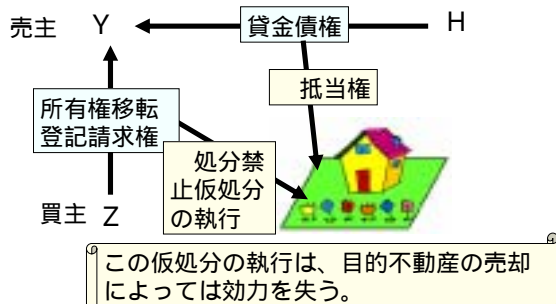 売主 Y 貸金債権 H
抵当権
所有権移転
登記請求権
処分禁
止仮処分
の執行
買主 Z
この仮処分の執行は、目的不動産の売却
によっては効力を失う。